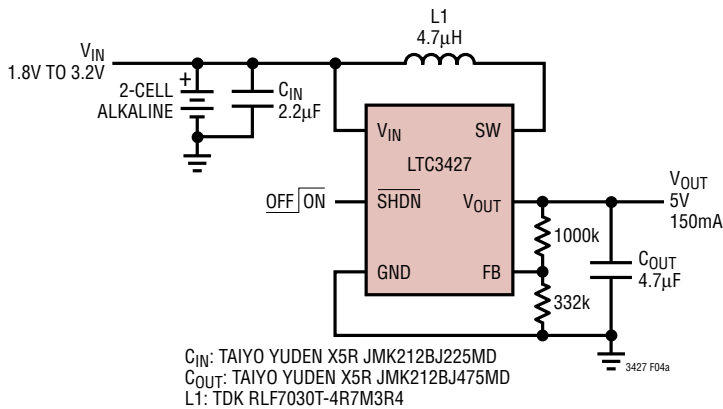 L1
4.7µH
VIN
1.8V TO 3.2V
2-CELL
ALKALINE
+
CIN
2.2µF
VIN
SW
LTC3427
OFF ON
SHDN
VOUT
VOUT
5V
150mA
1000k
GND
FB
COUT
4.7µF
332k
3427 F04a
CIN: TAIYO YUDEN X5R JMK212BJ225MD
COUT: TAIYO YUDEN X5R JMK212BJ475MD
L1: TDK RLF7030T-4R7M3R4